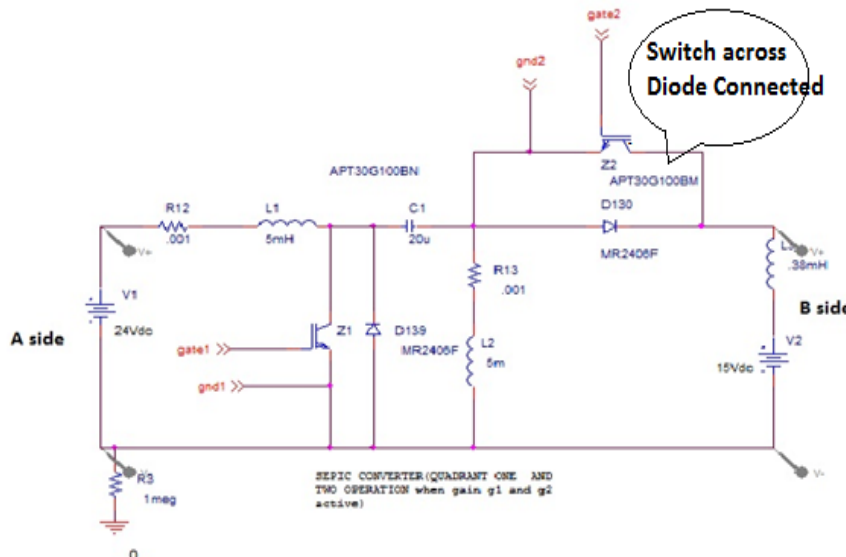 gate2
gnd2
Switch across
Diode Connected
Z2
APT30G100BN
APT30G100BM
R12
L1
C1
D130
.001
5mH
20u
MR2406F
V+
V+
R13
.001
.38mH
V1
24Vdc
Z1
D139
MR2406F
L2
5m
B side
V2
15Vdc
A side
gate1
gnd1
V-
V-
R3
1meg
SEPIC CONVERTER(QUADRANT ONE AND
TWO OPERATION when gain g1 and g2
active)
0